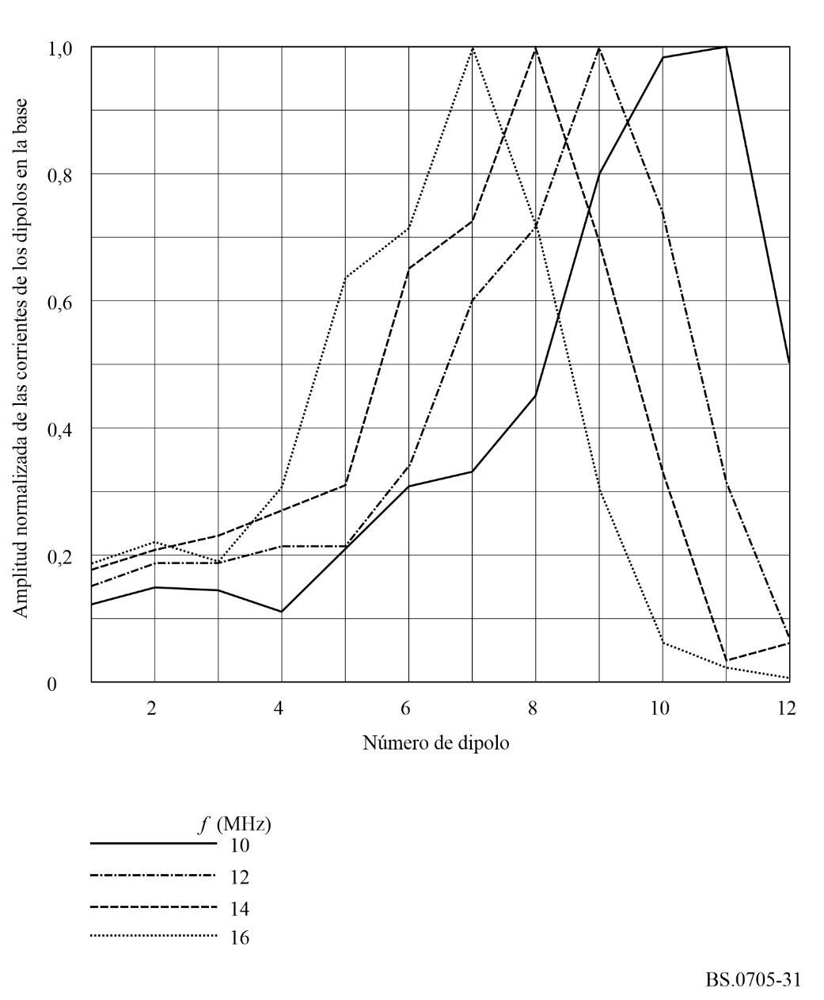 Amplitud normalizada de las corrientes de los dipolos en la base
1,0
0,8
0,6
0,4
0,2
0
2 4 6 8 10 12
Número de dipolo
f (MHz)
10
12
14
16
BS.0705-31